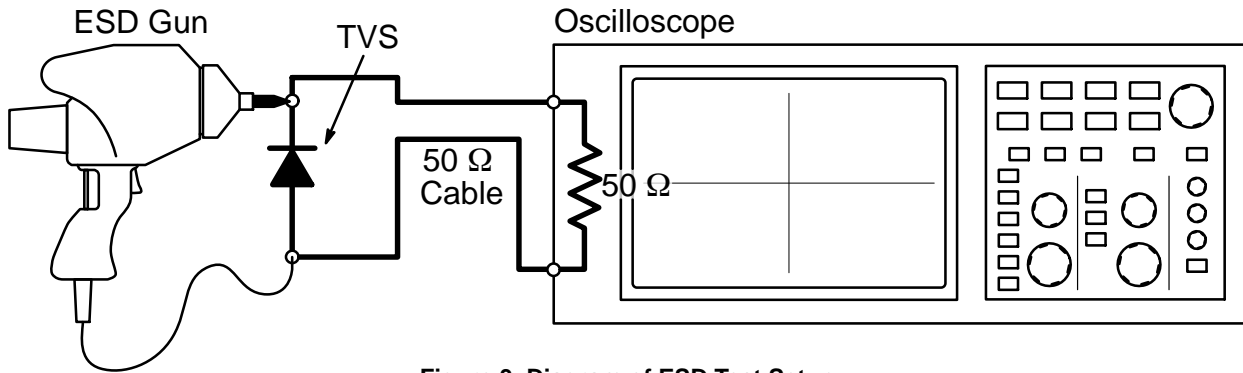 ESD Gun
TVS
Oscilloscope
50 Ω
Cable
50 Ω